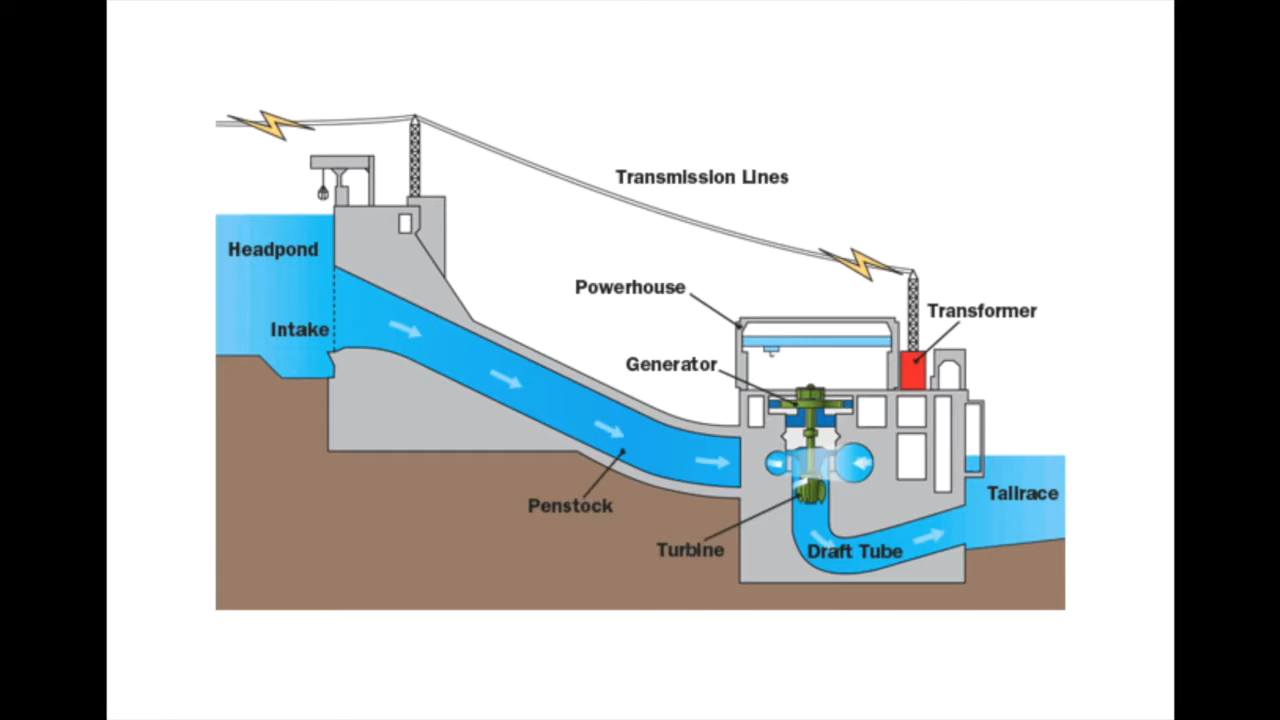 Transmission Lines
Headpond
Powerhouse
Transformer
Intake
Generator
Tailrace
Penstock
Turbine
Draft Tube